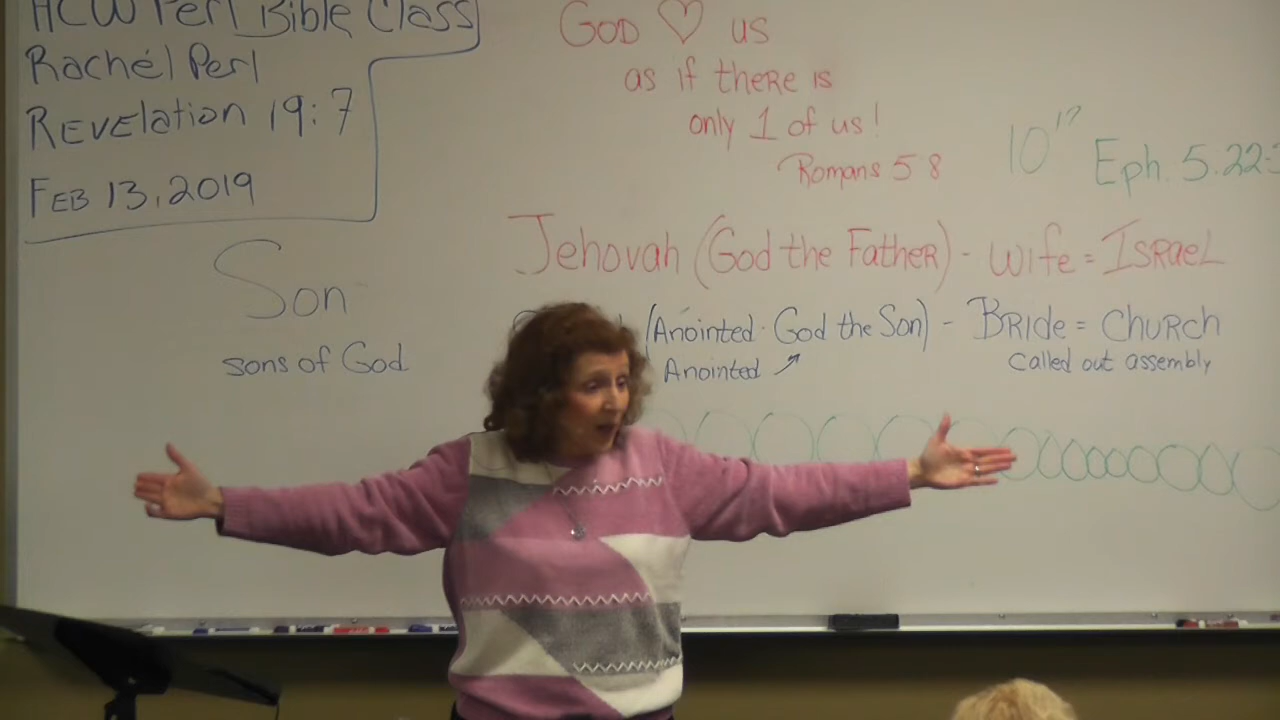 HCW Perl Bible Class
Rachel Perl
Revelation 19:7
Feb 13, 2019
God ♡ us
as if there is
only 1 of us!
Romans 5 8
10¹⁷
Eph. 5.22-
Jehovah (God the Father) - Wife = Israel
(Anointed · God the Son) - Bride = Church
Anointed ↗
called out assembly
Son
sons of God